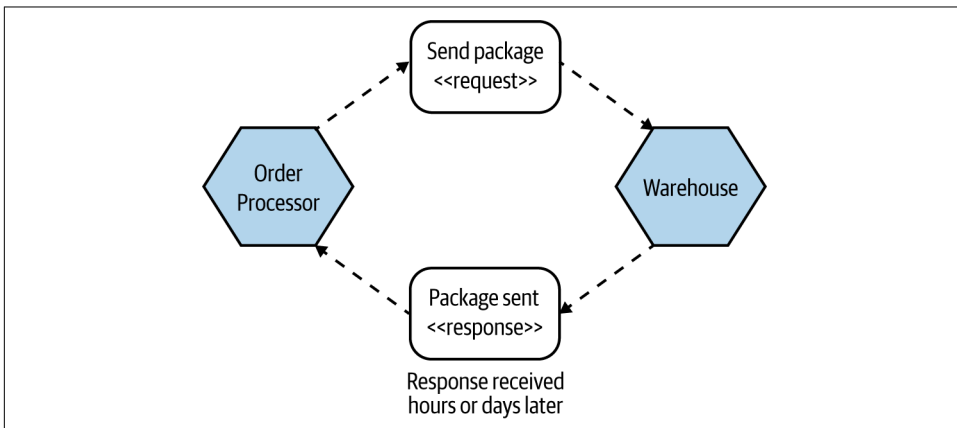 Send package
<<request>>
Order
Processor
Warehouse
Package sent
<<response>>
Response received
hours or days later